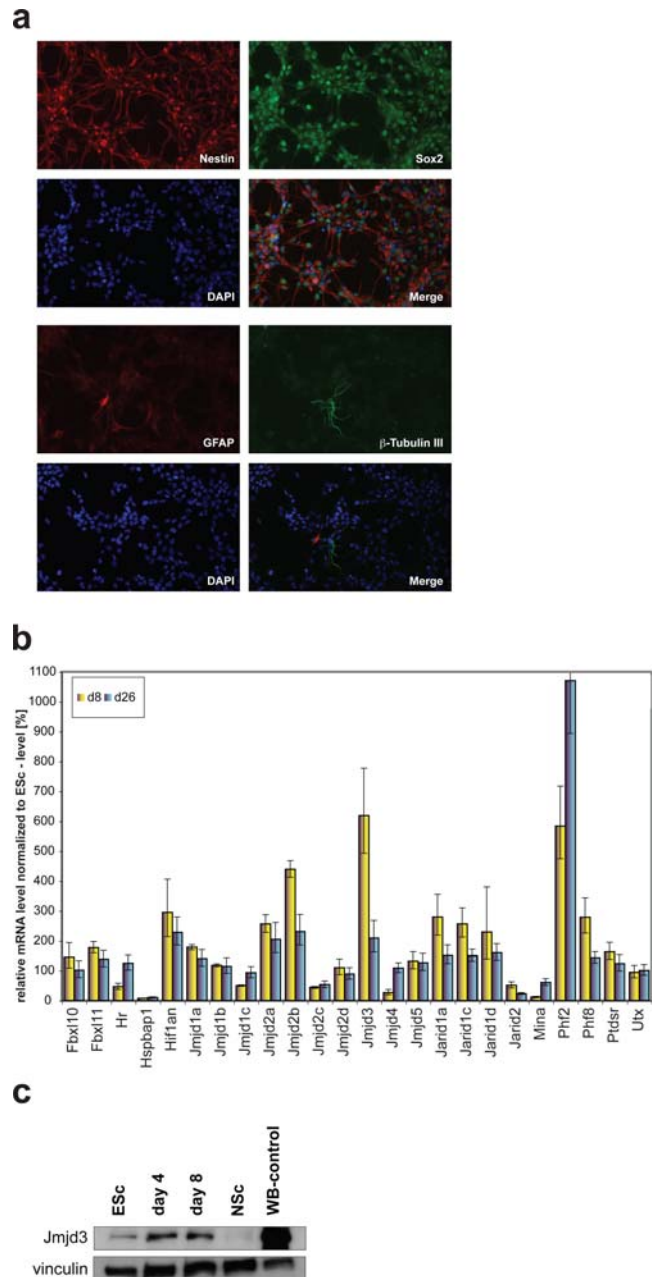 a
Nestin
Sox2
DAPI
Merge
GFAP
β-Tubulin III
DAPI
Merge
b
relative mRNA level normalized to ESc - level [%]
1100
1000
900
800
700
600
500
400
300
200
100
0
d8 d26
Fbxl10
Fbxl11
Hr
Hspbap1
Hif1an
Jmjd1a
Jmjd1b
Jmjd1c
Jmjd2a
Jmjd2b
Jmjd2c
Jmjd2d
Jmjd3
Jmjd4
Jmjd5
Jarid1a
Jarid1c
Jarid1d
Jarid2
Mina
Phf2
Phf8
Ptdsr
Utx
c
ESc
day 4
day 8
NSc
WB-control
Jmjd3
vinculin